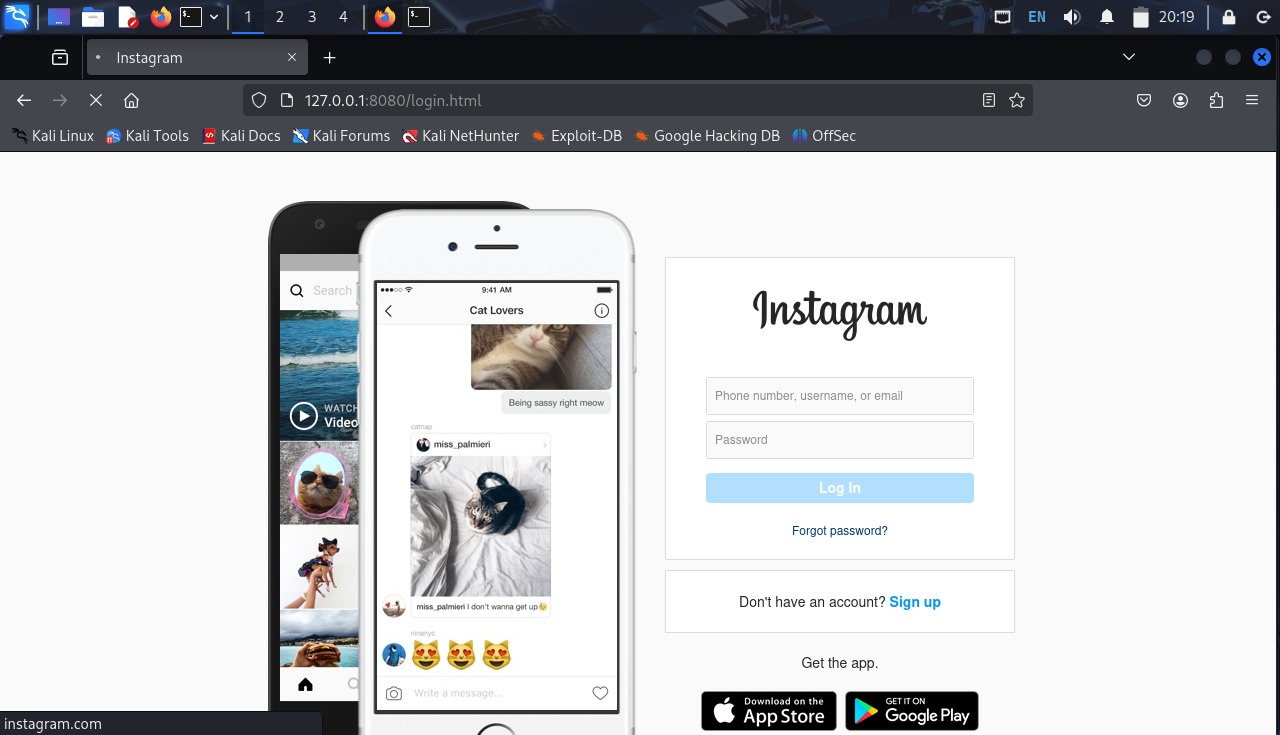 1 2 3 4 EN 20:19
Instagram
127.0.0.1:8080/login.html
Kali Linux Kali Tools Kali Docs Kali Forums Kali NetHunter Exploit-DB Google Hacking DB OffSec
9:41 AM
Search
Cat Lovers
Being sassy right meow
WATCH
Video
catnap
miss_palmieri
miss_palmieri I don't wanna get up
ninanyc
Write a message...
Instagram
Phone number, username, or email
Password
Log In
Forgot password?
Don't have an account? Sign up
Get the app.
Download on the
App Store
GET IT ON
Google Play
instagram.com